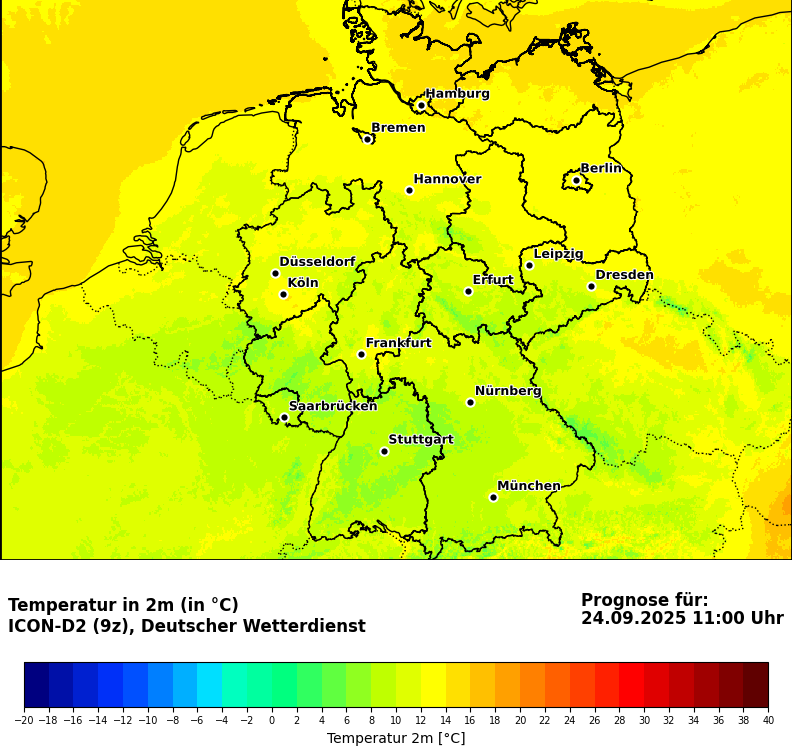 Hamburg
Bremen
Berlin
Hannover
Leipzig
Düsseldorf
Dresden
Köln
Erfurt
Frankfurt
Nürnberg
Saarbrücken
Stuttgart
München
Temperatur in 2m (in °C)
ICON-D2 (9z), Deutscher Wetterdienst
Prognose für:
24.09.2025 11:00 Uhr
−20 −18 −16 −14 −12 −10 −8 −6 −4 −2 0 2 4 6 8 10 12 14 16 18 20 22 24 26 28 30 32 34 36 38 40
Temperatur 2m [°C]